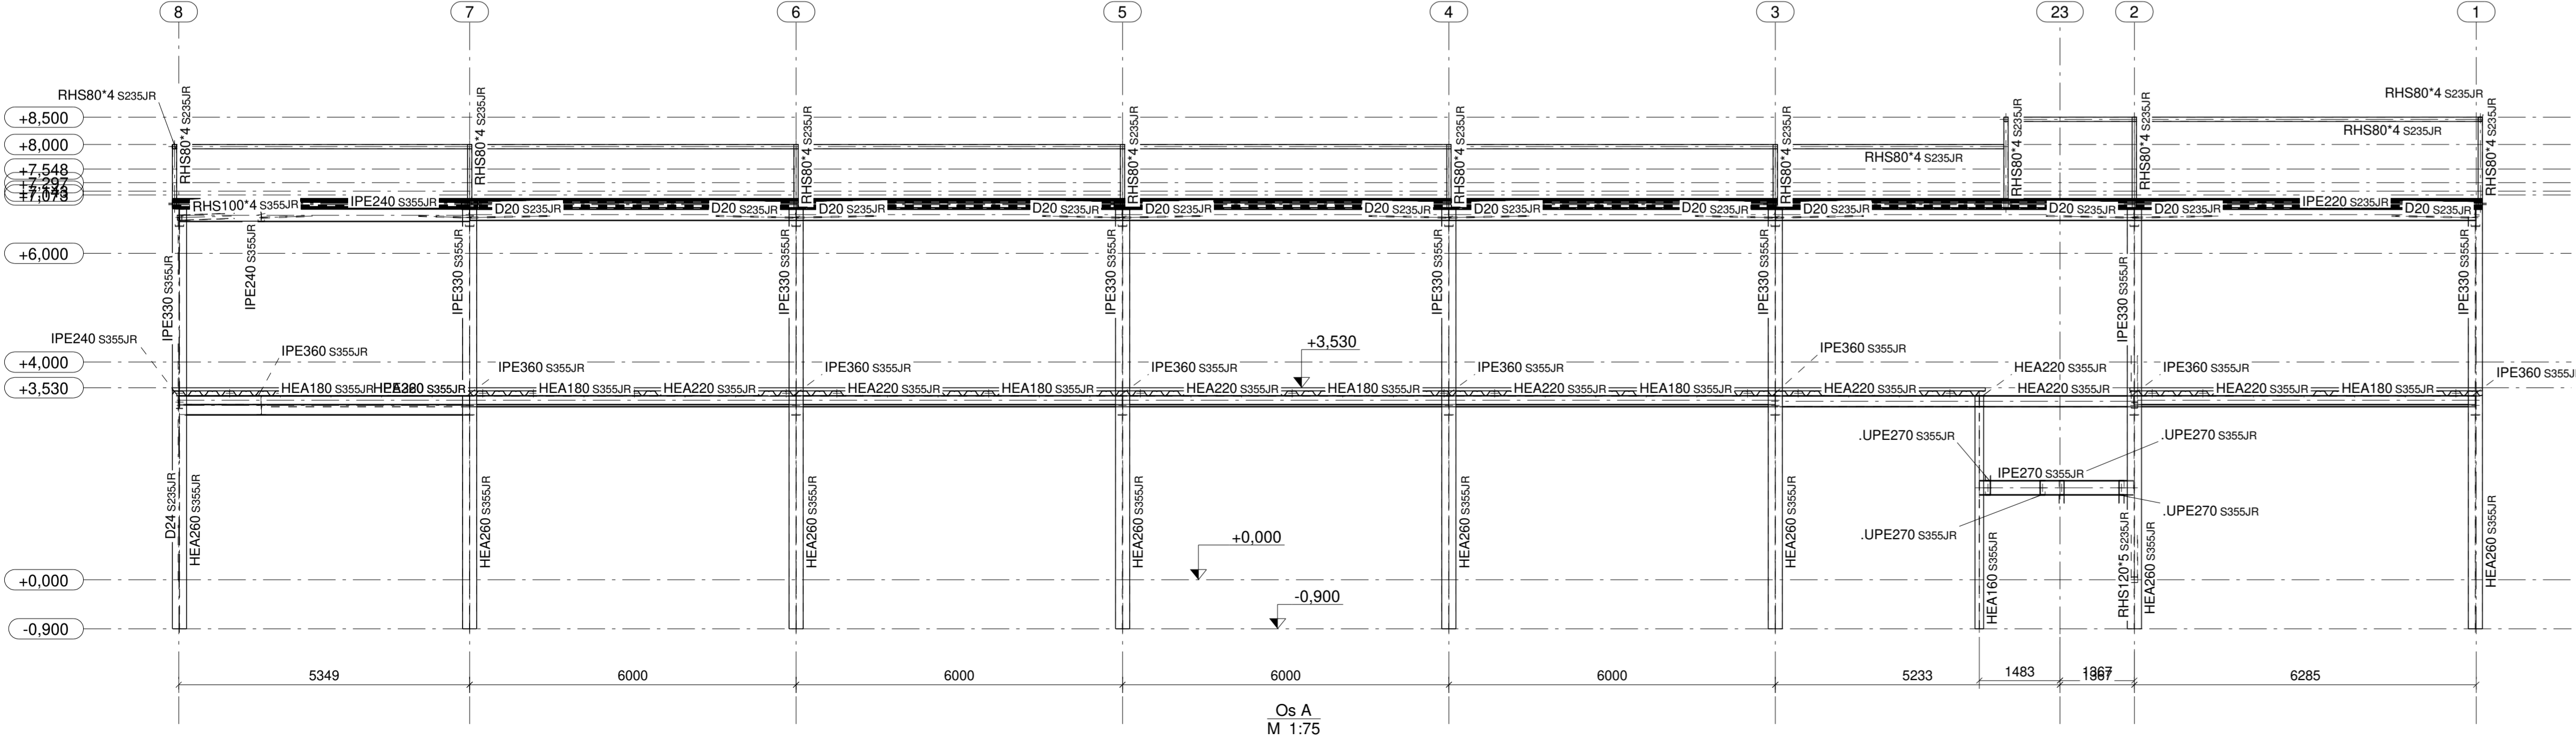 8 7 6 5 4 3 23 2 1
RHS80*4 S235JR
RHS80*4 S235JR
RHS80*4 S235JR
RHS80*4 S235JR
RHS80*4 S235JR
RHS80*4 S235JR
RHS80*4 S235JR
RHS80*4 S235JR
RHS80*4 S235JR
RHS80*4 S235JR
RHS80*4 S235JR
RHS80*4 S235JR
RHS80*4 S235JR
RHS80*4 S235JR
+8,500
+8,000
+7,548
+7,073
+6,000
+4,000
+3,530
+0,000
-0,900
RHS100*4 S355JR IPE240 S355JR D20 S235JR D20 S235JR D20 S235JR D20 S235JR D20 S235JR D20 S235JR D20 S235JR D20 S235JR D20 S235JR D20 S235JR D20 S235JR IPE220 S235JR D20 S235JR
IPE330 S355JR
IPE240 S355JR
IPE330 S355JR
IPE330 S355JR
IPE330 S355JR
IPE330 S355JR
IPE330 S355JR
IPE330 S355JR
IPE330 S355JR
IPE240 S355JR
IPE360 S355JR
IPE360 S355JR
IPE360 S355JR
IPE360 S355JR
+3,530
IPE360 S355JR
IPE360 S355JR
HEA220 S355JR
IPE360 S355JR
IPE360 S355J
HEA180 S355JR HEA180 S355JR HEA220 S355JR HEA220 S355JR HEA180 S355JR HEA220 S355JR HEA180 S355JR HEA220 S355JR HEA180 S355JR HEA220 S355JR HEA220 S355JR HEA220 S355JR HEA180 S355JR
.UPE270 S355JR
.UPE270 S355JR
IPE270 S355JR
.UPE270 S355JR
.UPE270 S355JR
D24 S235JR
HEA260 S355JR
HEA260 S355JR
HEA260 S355JR
HEA260 S355JR
HEA260 S355JR
HEA260 S355JR
HEA160 S355JR
RHS120*5 S235JR
HEA260 S355JR
HEA260 S355JR
+0,000
-0,900
5349 6000 6000 6000 6000 5233 1483 1367 6285
1367
Os A
M 1:75